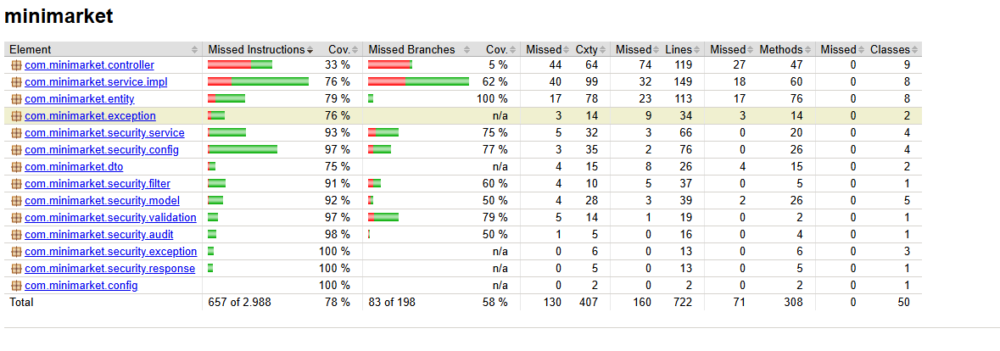 minimarket
Element Missed Instructions Cov. Missed Branches Cov. Missed Cxty Missed Lines Missed Methods Missed Classes
com.minimarket.controller 33 % 5 % 44 64 74 119 27 47 0 9
com.minimarket.service.impl 76 % 62 % 40 99 32 149 18 60 0 8
com.minimarket.entity 79 % 100 % 17 78 23 113 17 76 0 8
com.minimarket.exception 76 % n/a 3 14 9 34 3 14 0 2
com.minimarket.security.service 93 % 75 % 5 32 3 66 0 20 0 4
com.minimarket.security.config 97 % 77 % 3 35 2 76 0 26 0 4
com.minimarket.dto 75 % n/a 4 15 8 26 4 15 0 2
com.minimarket.security.filter 91 % 60 % 4 10 5 37 0 5 0 1
com.minimarket.security.model 92 % 50 % 4 28 3 39 2 26 0 5
com.minimarket.security.validation 97 % 79 % 5 14 1 19 0 2 0 1
com.minimarket.security.audit 98 % 50 % 1 5 0 16 0 4 0 1
com.minimarket.security.exception 100 % n/a 0 6 0 13 0 6 0 3
com.minimarket.security.response 100 % n/a 0 5 0 13 0 5 0 1
com.minimarket.config 100 % n/a 0 2 0 2 0 2 0 1
Total 657 of 2.988 78 % 83 of 198 58 % 130 407 160 722 71 308 0 50